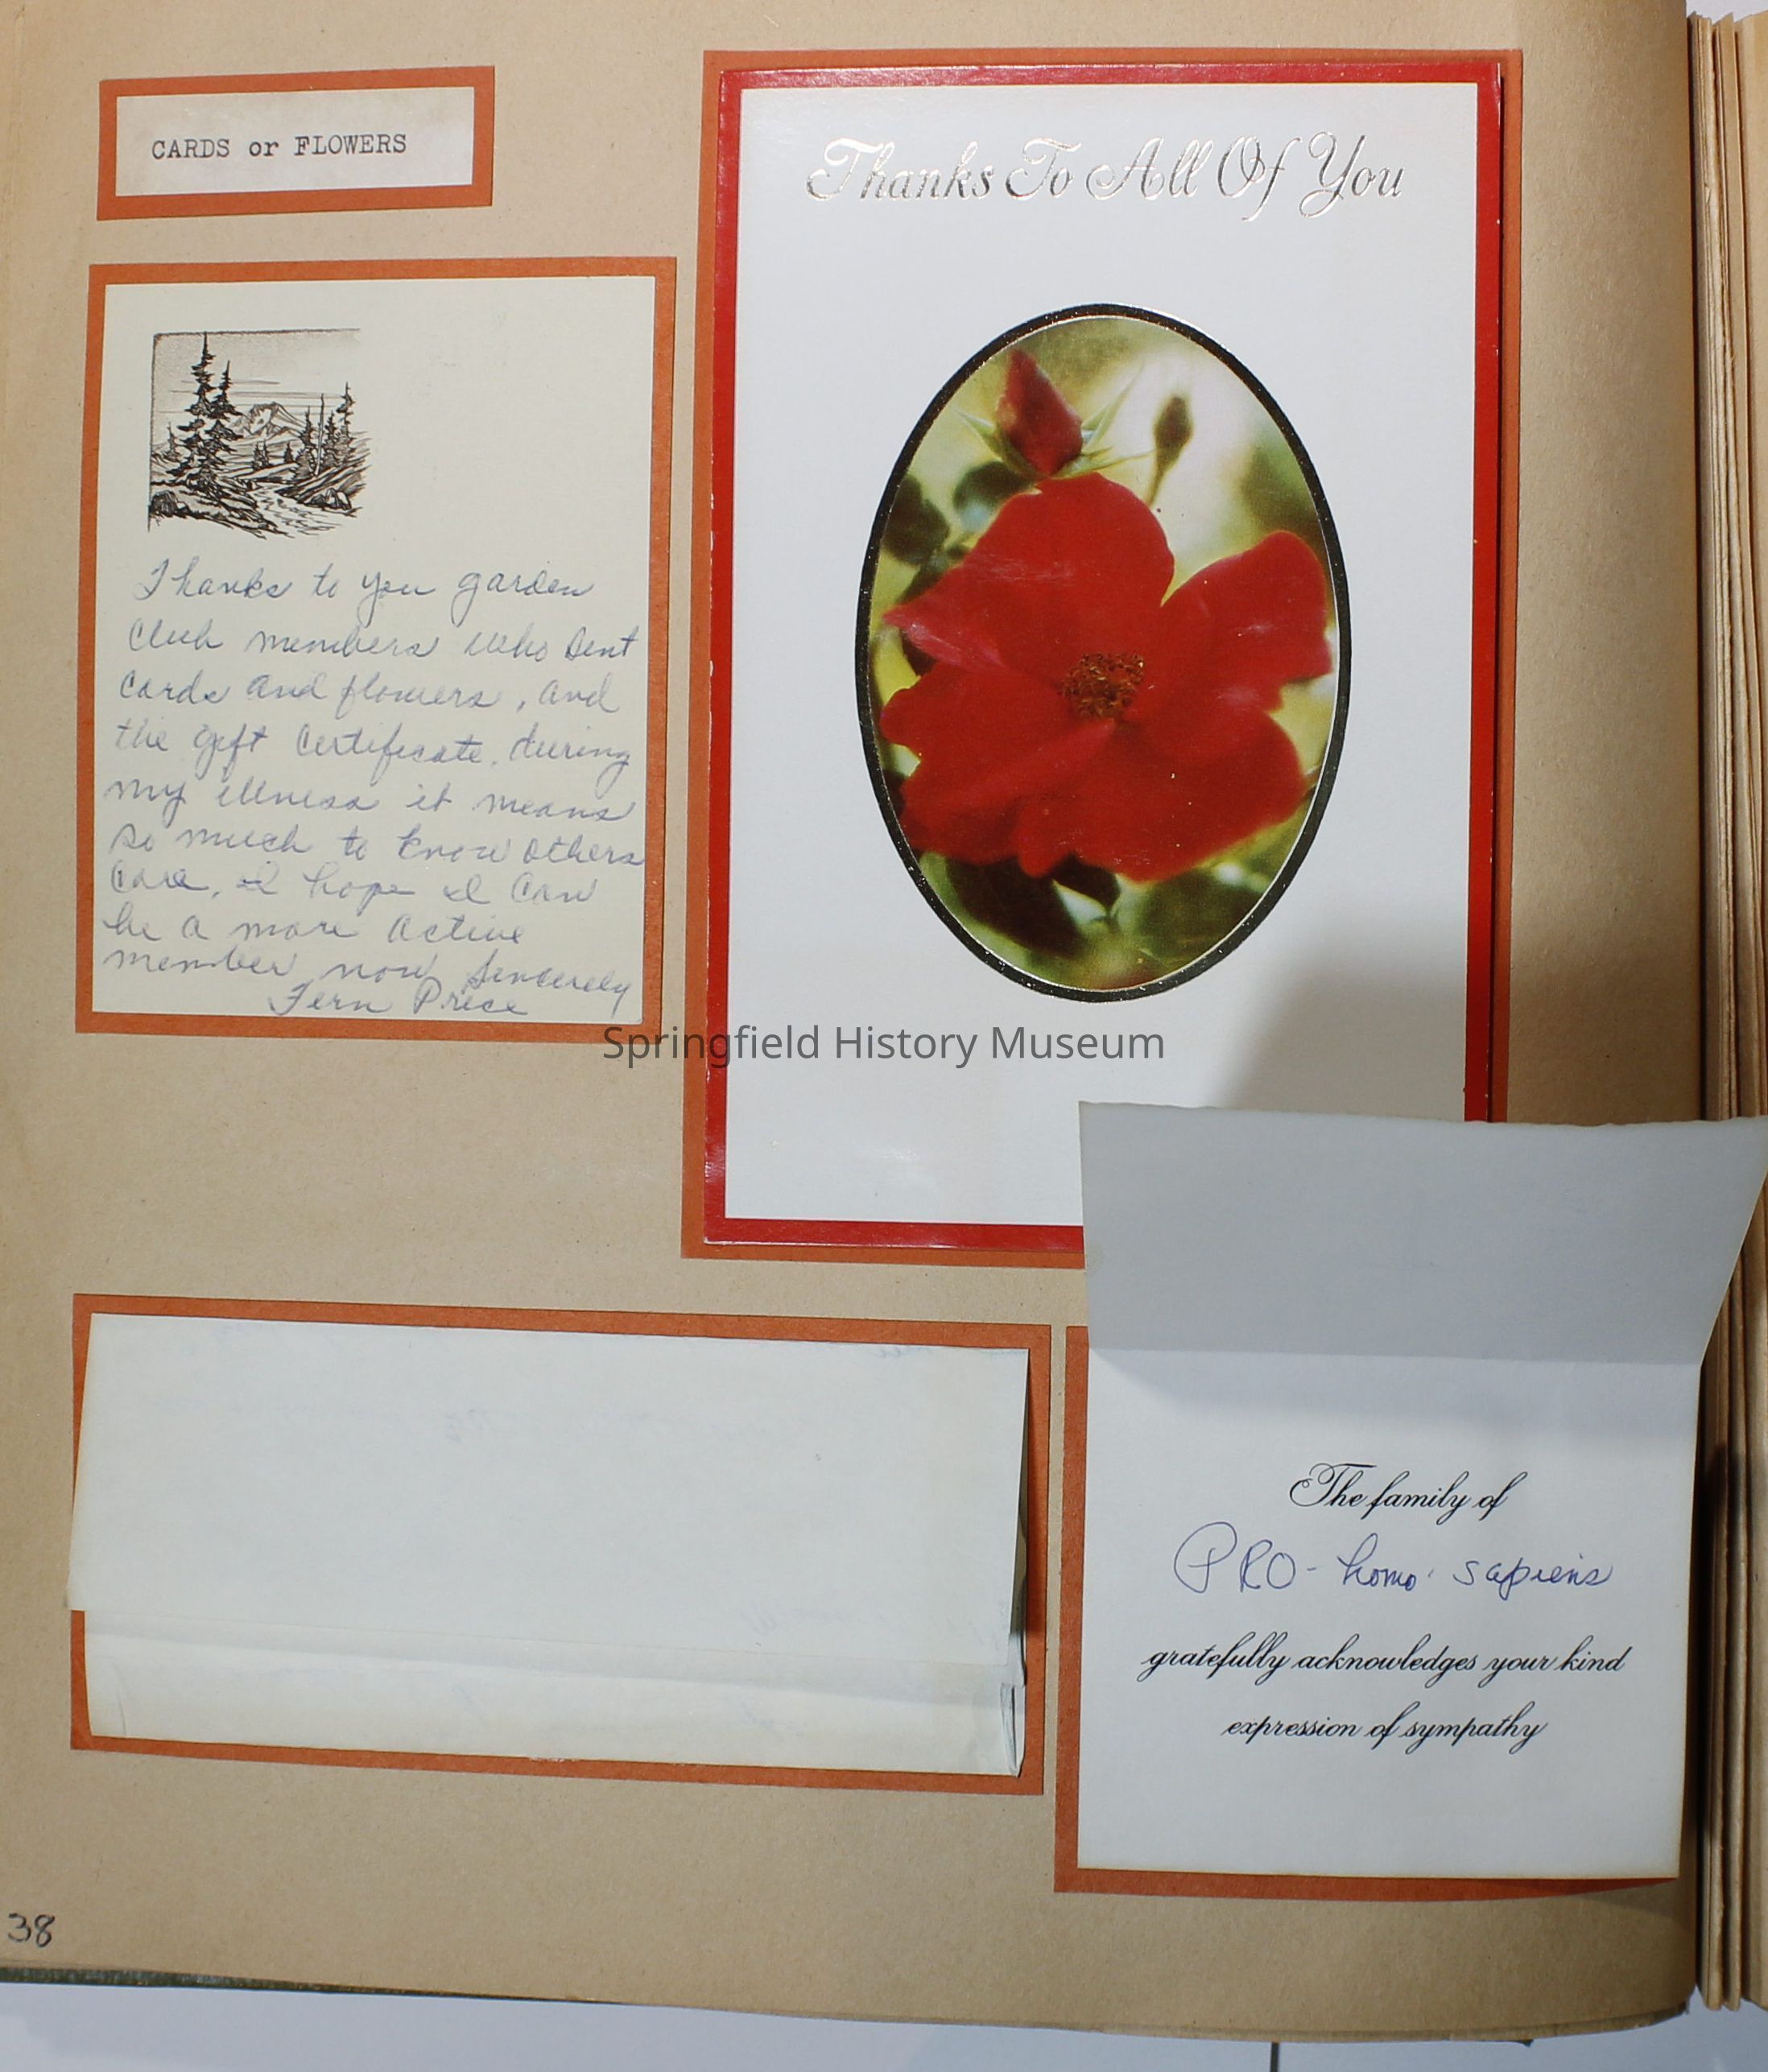 CARDS or FLOWERS
Thanks To All Of You
Thanks to you garden
Club members who sent
cards and flowers, and
the gift certificate, during
my illness it means
so much to know others
care, I hope I can
be a more active
member now Sincerely
Fern Price
Springfield History Museum
The family of
PRO-homo sapiens
gratefully acknowledges your kind
expression of sympathy
38